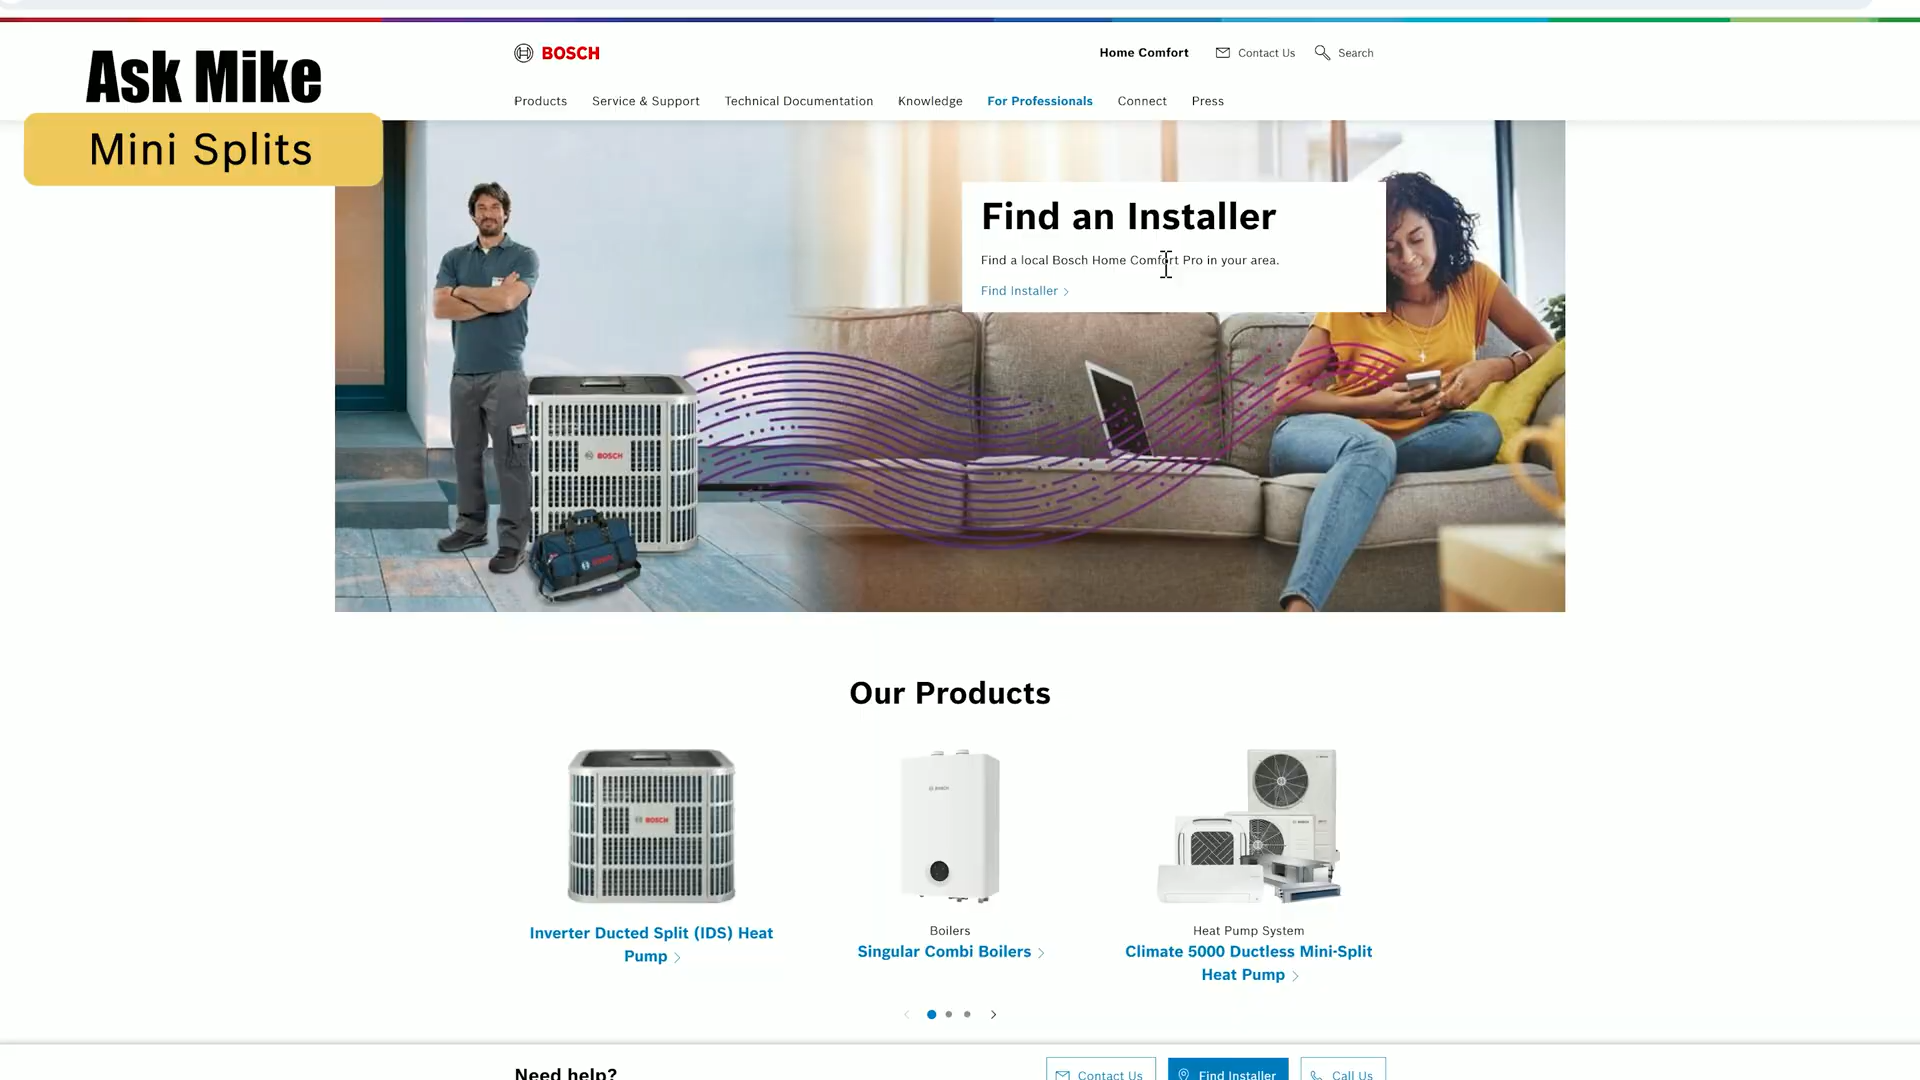 Ask Mike
Mini Splits
BOSCH
Home Comfort
Contact Us
Search
Products
Service & Support
Technical Documentation
Knowledge
For Professionals
Connect
Press
Find an Installer
Find a local Bosch Home Comfort Pro in your area.
Find Installer
BOSCH
Our Products
BOSCH
Inverter Ducted Split (IDS) Heat
Pump
BOSCH
Boilers
Singular Combi Boilers
Heat Pump System
Climate 5000 Ductless Mini-Split
Heat Pump
Need help?
Contact Us
Find Installer
Call Us